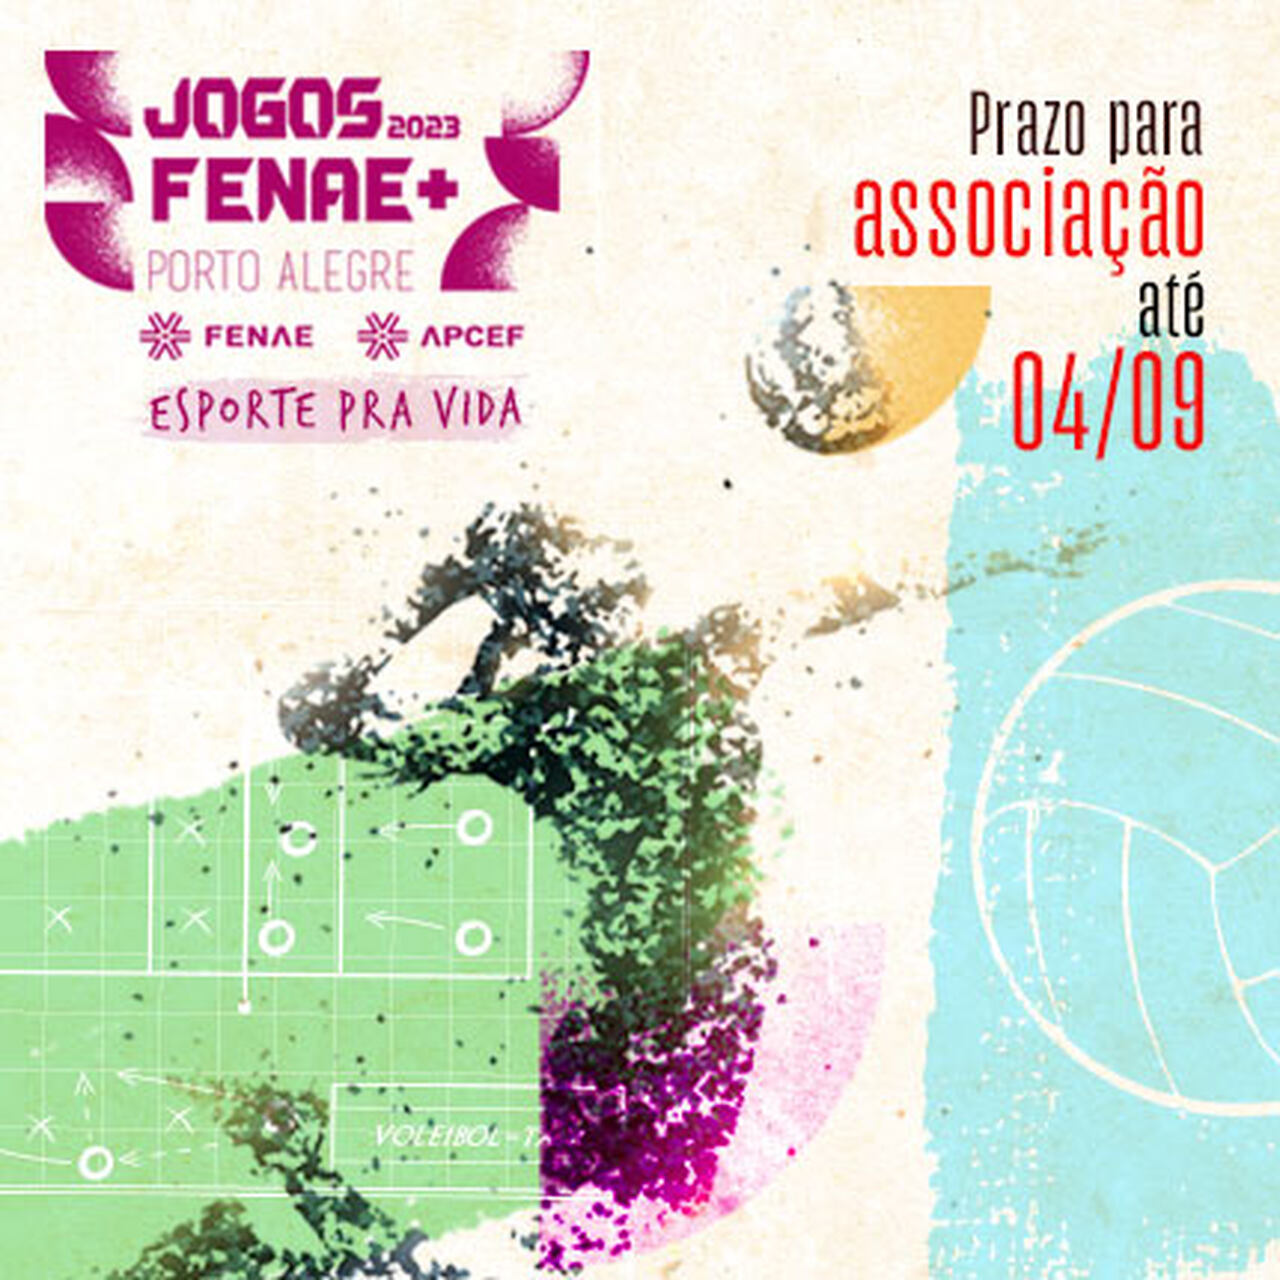 JOGOS 2023
FENAE+
PORTO ALEGRE
FENAE APCEF
ESPORTE PRA VIDA
Prazo para
associação
até
04/09
VOLEIBOL-